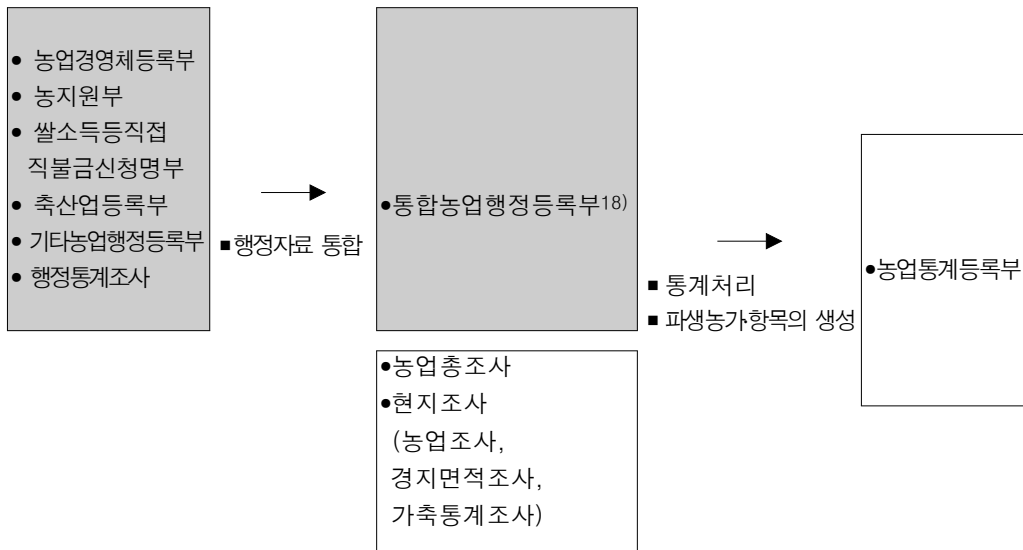 ● 농업경영체등록부
● 농지원부
● 쌀소득등직접
직불금신청명부
● 축산업등록부
● 기타농업행정등록부
● 행정통계조사
■행정자료 통합
●통합농업행정등록부18)
●농업총조사
●현지조사
(농업조사,
경지면적조사,
가축통계조사)
■ 통계처리
■ 파생농가·항목의 생성
●농업통계등록부